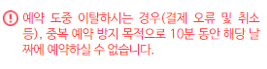 예약 도중 이탈하시는 경우(결제 오류 및 취소
등), 중복 예약 방지 목적으로 10분 동안 해당 날
짜에 예약하실 수 없습니다.